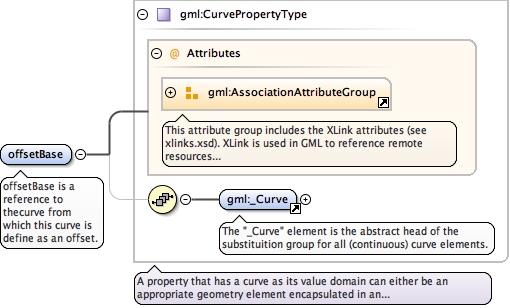 gml:CurvePropertyType
@ Attributes
gml:AssociationAttributeGroup
This attribute group includes the XLink attributes (see
xlinks.xsd). XLink is used in GML to reference remote
resources...
offsetBase
offsetBase is a
reference to
thecurve from
which this curve is
define as an offset.
gml:_Curve
The "_Curve" element is the abstract head of the
substituition group for all (continuous) curve elements.
A property that has a curve as its value domain can either be an
appropriate geometry element encapsulated in an...